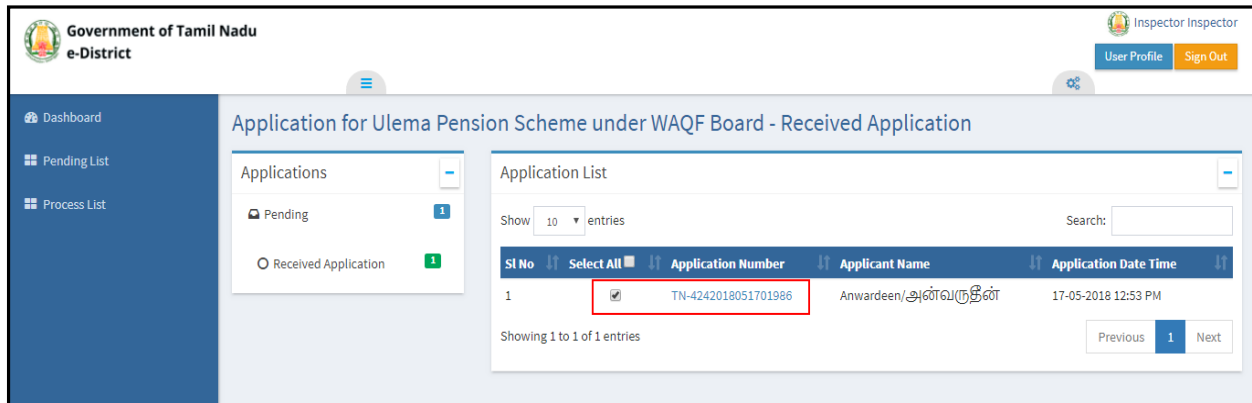 Government of Tamil Nadu
e-District
Inspector Inspector
User Profile Sign Out
Dashboard
Pending List
Process List
Application for Ulema Pension Scheme under WAQF Board - Received Application
Applications
Pending 1
Received Application 1
Application List
Show 10 entries
Search:
Sl No Select All Application Number Applicant Name Application Date Time
1 TN-4242018051701986 Anwardeen/அன்வருதீன் 17-05-2018 12:53 PM
Showing 1 to 1 of 1 entries
Previous 1 Next